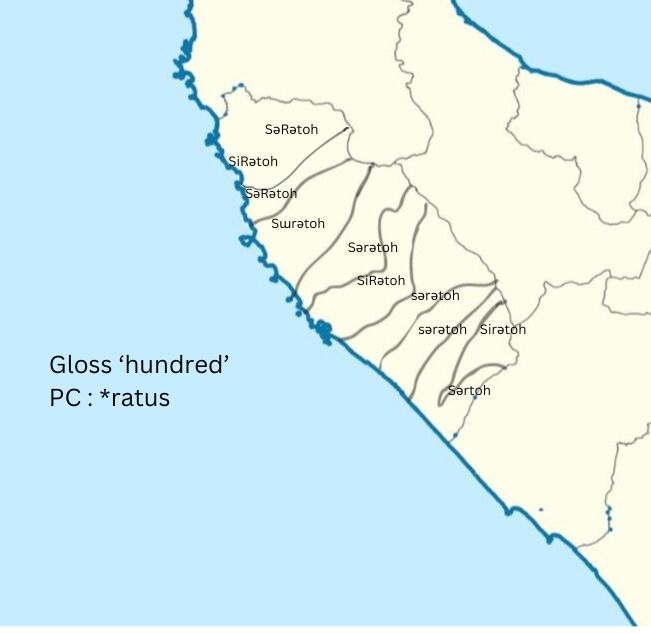 SəRətoh
SiRətoh
SəRətoh
Sɯrətoh
Sərətoh
SiRətoh
sərətoh
sərətoh
Sirətoh
Sərtoh
Gloss ‘hundred’
PC : *ratus